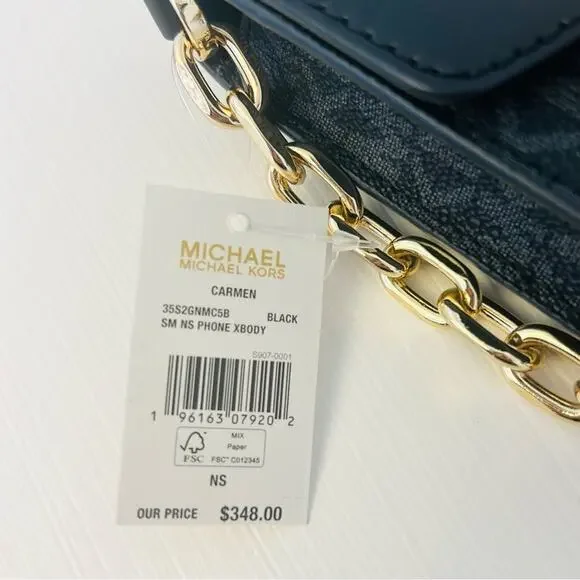 MICHAEL
MICHAEL KORS
CARMEN
35S2GNMC5B BLACK
SM NS PHONE XBODY
S907-0001
1 96163 07920 2
FSC
MIX
Paper
FSC™ C012345
NS
OUR PRICE $348.00